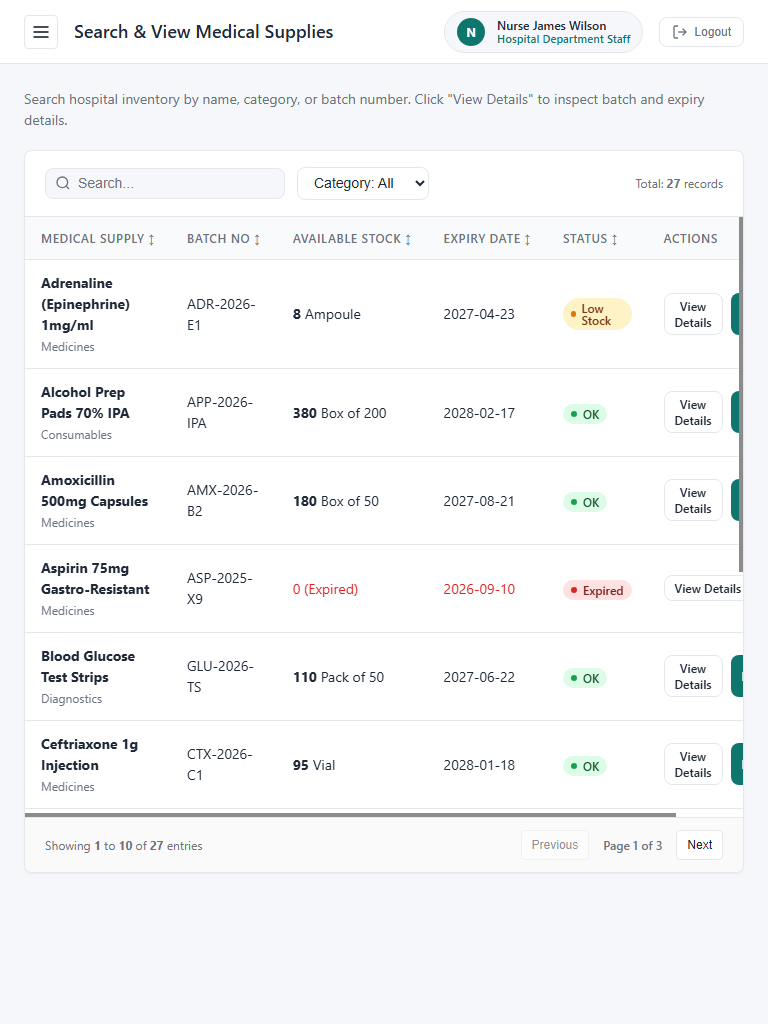 Search & View Medical Supplies
N
Nurse James Wilson
Hospital Department Staff
Logout
Search hospital inventory by name, category, or batch number. Click "View Details" to inspect batch and expiry
details.
Search...
Category: All
Total: 27 records
MEDICAL SUPPLY ↕ BATCH NO ↕ AVAILABLE STOCK ↕ EXPIRY DATE ↕ STATUS ↕ ACTIONS
Adrenaline
(Epinephrine)
1mg/ml
Medicines
ADR-2026-
E1
8 Ampoule
2027-04-23
Low
Stock
View
Details
Alcohol Prep
Pads 70% IPA
Consumables
APP-2026-
IPA
380 Box of 200
2028-02-17
OK
View
Details
Amoxicillin
500mg Capsules
Medicines
AMX-2026-
B2
180 Box of 50
2027-08-21
OK
View
Details
Aspirin 75mg
Gastro-Resistant
Medicines
ASP-2025-
X9
0 (Expired)
2026-09-10
Expired
View Details
Blood Glucose
Test Strips
Diagnostics
GLU-2026-
TS
110 Pack of 50
2027-06-22
OK
View
Details
Ceftriaxone 1g
Injection
Medicines
CTX-2026-
C1
95 Vial
2028-01-18
OK
View
Details
Showing 1 to 10 of 27 entries
Previous
Page 1 of 3
Next